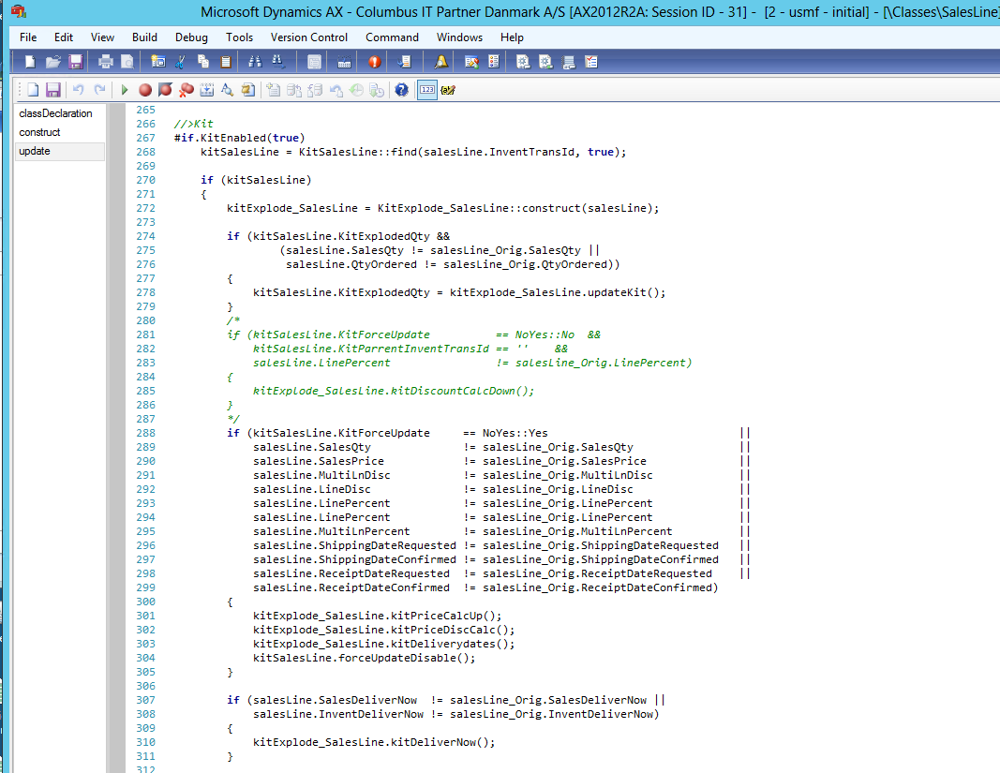 Microsoft Dynamics AX - Columbus IT Partner Danmark A/S [AX2012R2A: Session ID - 31] - [2 - usmf - initial] - [\Classes\SalesLine
File Edit View Build Debug Tools Version Control Command Windows Help
classDeclaration
construct
update
265
266 //>Kit
267 #if.KitEnabled(true)
268 kitSalesLine = KitSalesLine::find(salesLine.InventTransId, true);
269
270 if (kitSalesLine)
271 {
272 kitExplode_SalesLine = KitExplode_SalesLine::construct(salesLine);
273
274 if (kitSalesLine.KitExplodedQty &&
275 (salesLine.SalesQty != salesLine_Orig.SalesQty ||
276 salesLine.QtyOrdered != salesLine_Orig.QtyOrdered))
277 {
278 kitSalesLine.KitExplodedQty = kitExplode_SalesLine.updateKit();
279 }
280 /*
281 if (kitSalesLine.KitForceUpdate == NoYes::No &&
282 kitSalesLine.KitParrentInventTransId == '' &&
283 salesLine.LinePercent != salesLine_Orig.LinePercent)
284 {
285 kitExplode_SalesLine.kitDiscountCalcDown();
286 }
287 */
288 if (kitSalesLine.KitForceUpdate == NoYes::Yes ||
289 salesLine.SalesQty != salesLine_Orig.SalesQty ||
290 salesLine.SalesPrice != salesLine_Orig.SalesPrice ||
291 salesLine.MultiLnDisc != salesLine_Orig.MultiLnDisc ||
292 salesLine.LineDisc != salesLine_Orig.LineDisc ||
293 salesLine.LinePercent != salesLine_Orig.LinePercent ||
294 salesLine.LinePercent != salesLine_Orig.LinePercent ||
295 salesLine.MultiLnPercent != salesLine_Orig.MultiLnPercent ||
296 salesLine.ShippingDateRequested != salesLine_Orig.ShippingDateRequested ||
297 salesLine.ShippingDateConfirmed != salesLine_Orig.ShippingDateConfirmed ||
298 salesLine.ReceiptDateRequested != salesLine_Orig.ReceiptDateRequested ||
299 salesLine.ReceiptDateConfirmed != salesLine_Orig.ReceiptDateConfirmed)
300 {
301 kitExplode_SalesLine.kitPriceCalcUp();
302 kitExplode_SalesLine.kitPriceDiscCalc();
303 kitExplode_SalesLine.kitDeliverydates();
304 kitSalesLine.forceUpdateDisable();
305 }
306
307 if (salesLine.SalesDeliverNow != salesLine_Orig.SalesDeliverNow ||
308 salesLine.InventDeliverNow != salesLine_Orig.InventDeliverNow)
309 {
310 kitExplode_SalesLine.kitDeliverNow();
311 }
312